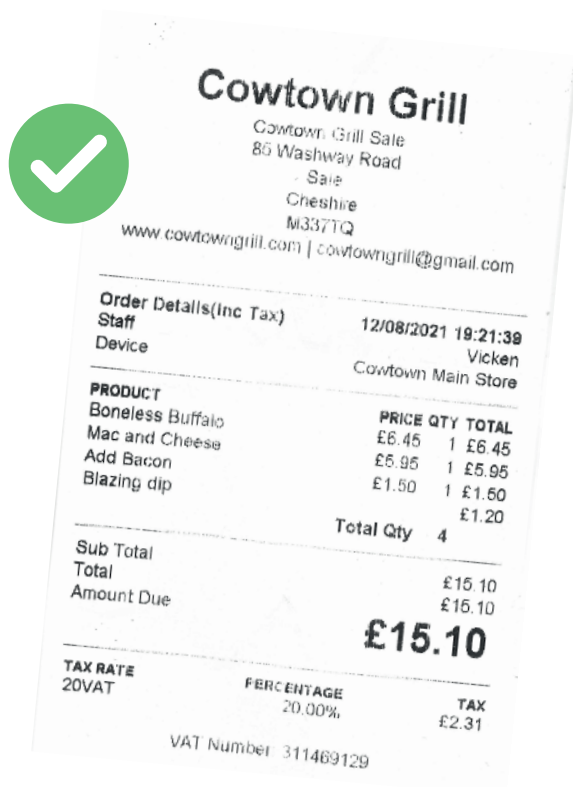 Cowtown Grill
Cowtown Grill Sale
85 Washway Road
Sale
Cheshire
M337TQ
www.cowtowngrill.com | cowtowngrill@gmail.com
Order Details(Inc Tax) 12/08/2021 19:21:39
Staff Vicken
Device Cowtown Main Store
PRODUCT PRICE QTY TOTAL
Boneless Buffalo £6.45 1 £6.45
Mac and Cheese £5.95 1 £5.95
Add Bacon £1.50 1 £1.50
Blazing dip £1.20
Total Qty 4
Sub Total £15.10
Total £15.10
Amount Due £15.10
TAX RATE PERCENTAGE TAX
20VAT 20.00% £2.31
VAT Number 311469129